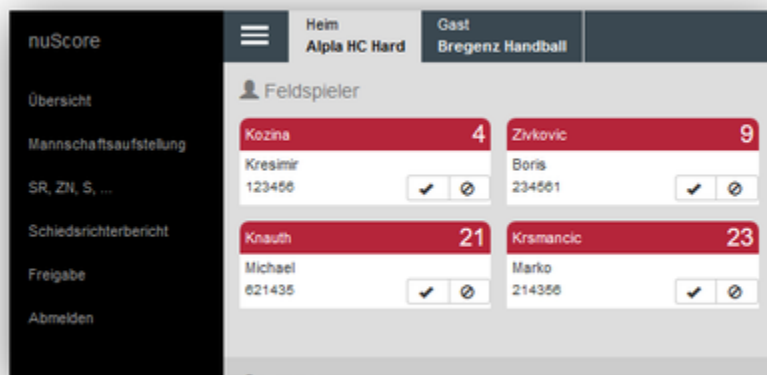 nuScore
Übersicht
Mannschaftsaufstellung
SR, ZN, S, ...
Schiedsrichterbericht
Freigabe
Abmelden
Heim
Alpla HC Hard
Gast
Bregenz Handball
Feldspieler
Kozina 4
Kresimir
123456
Zivkovic 9
Boris
234561
Knauth 21
Michael
621435
Krsmancic 23
Marko
214356